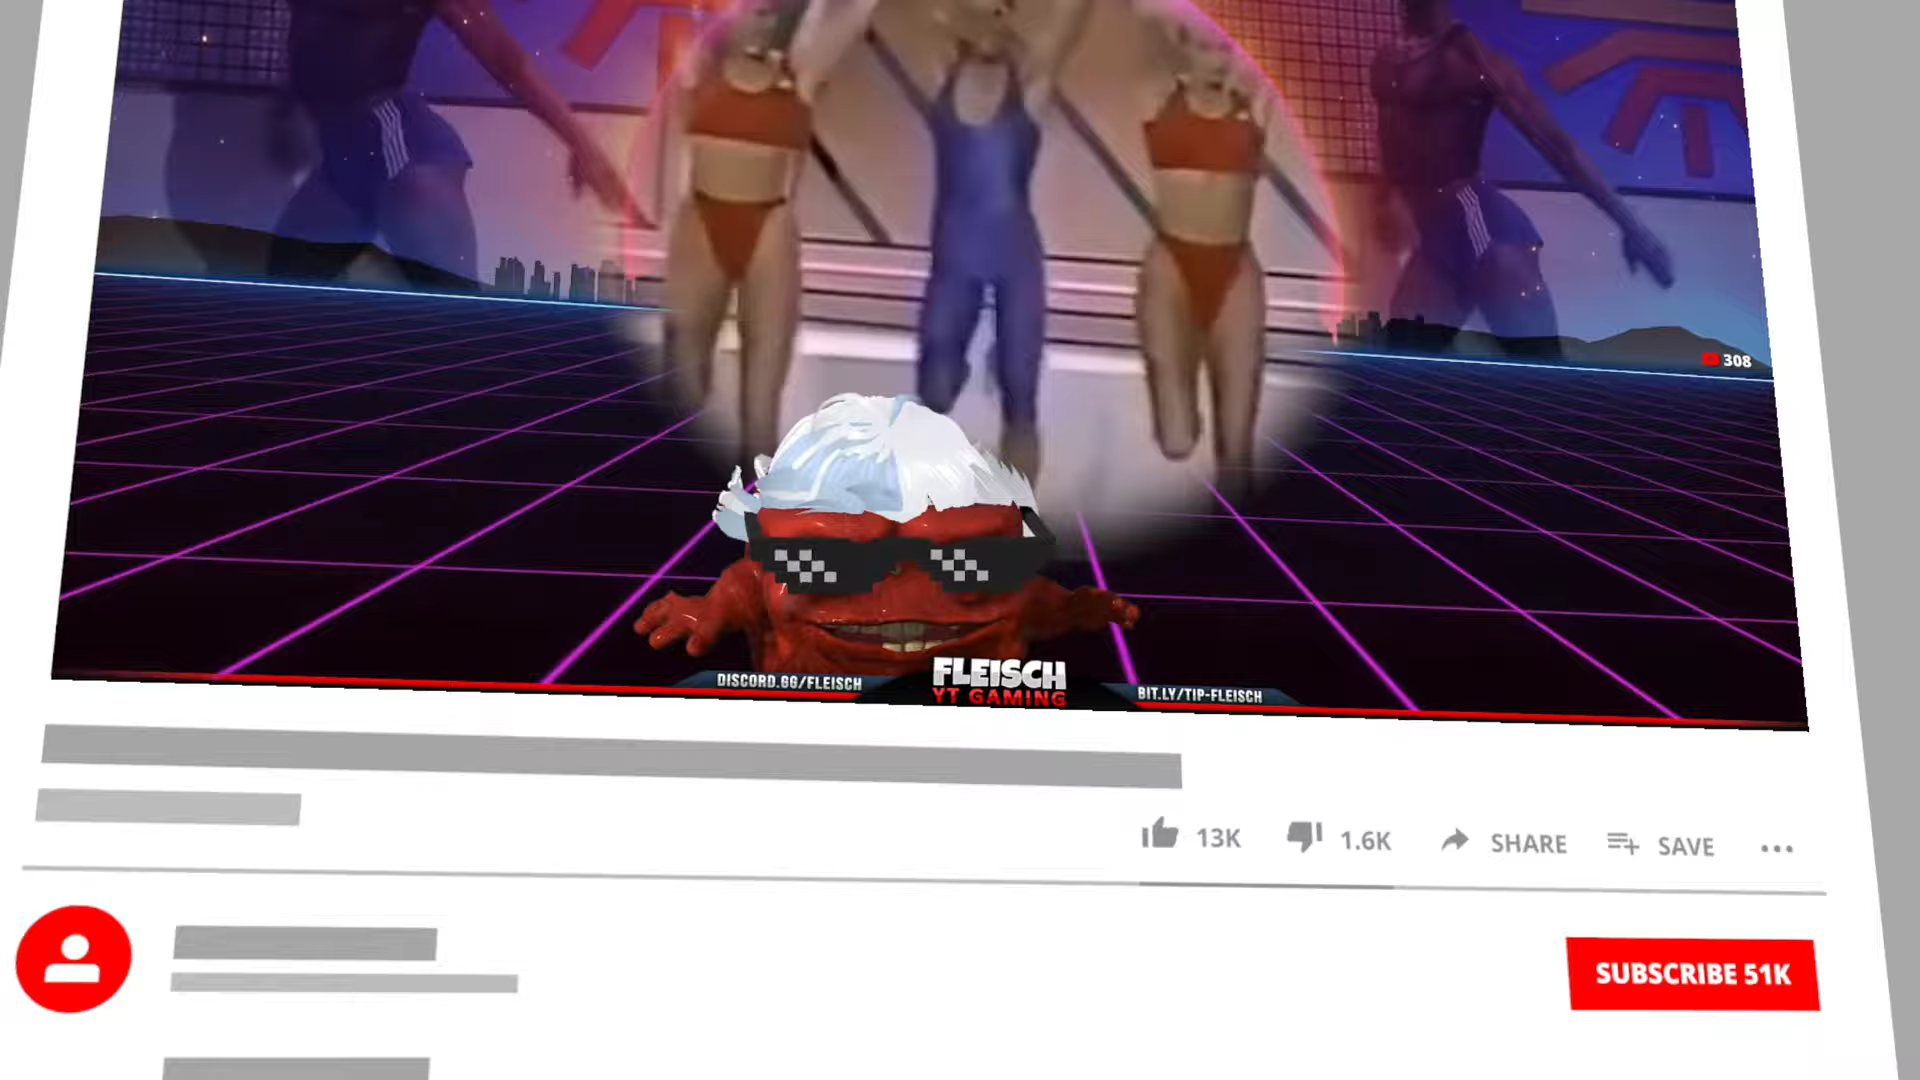 308
DISCORD.GG/FLEISCH
FLEISCH
YT GAMING
BIT.LY/TIP-FLEISCH
13K
1.6K
SHARE
SAVE
SUBSCRIBE 51K